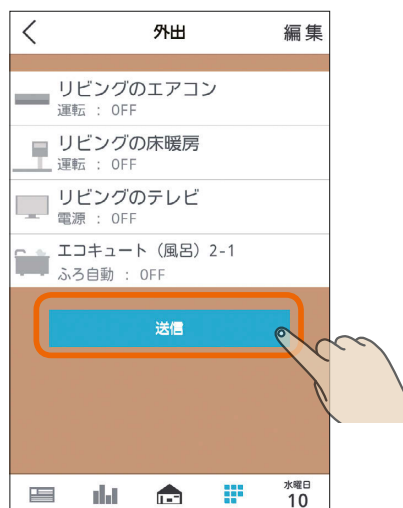 外出 編集
リビングのエアコン
運転 : OFF
リビングの床暖房
運転 : OFF
リビングのテレビ
電源 : OFF
エコキュート（風呂）2-1
ふろ自動 : OFF
送信
水曜日
10